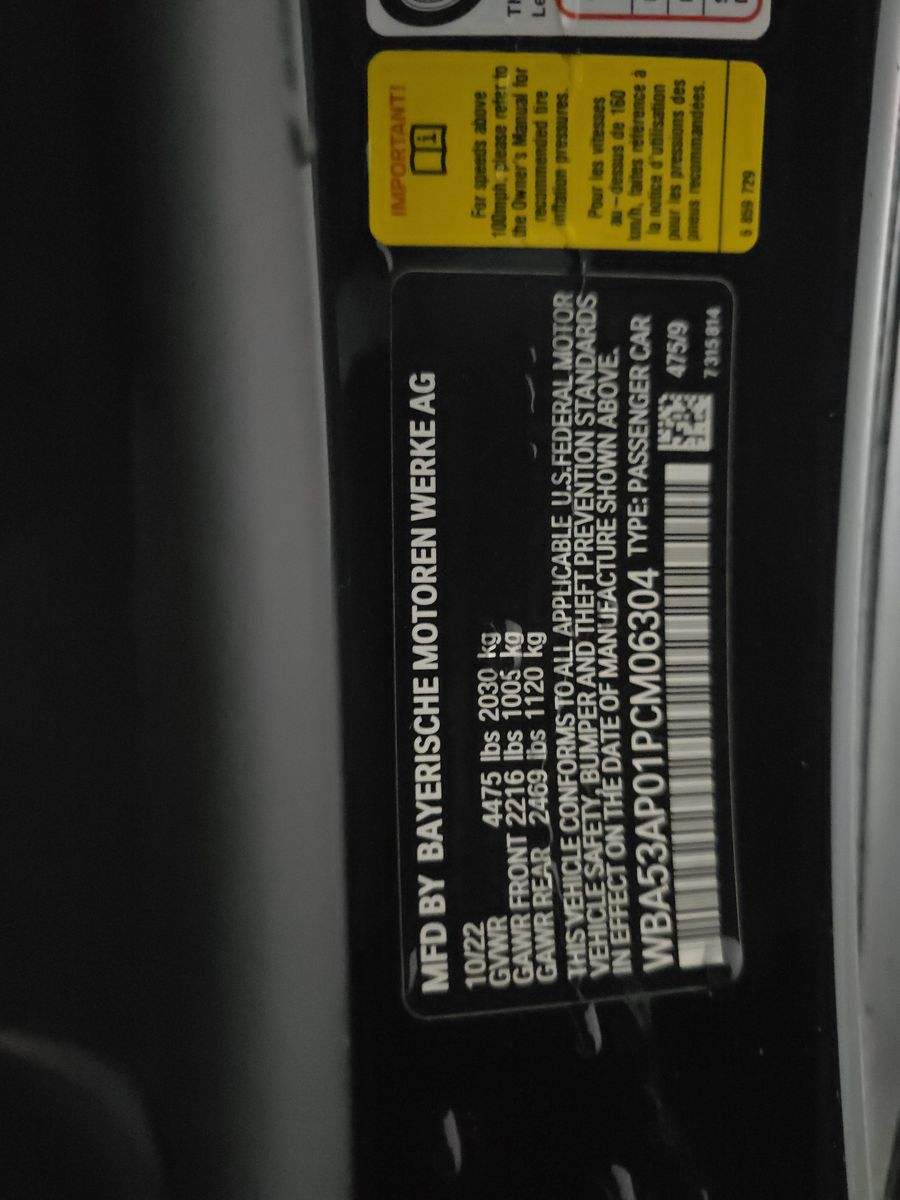 MFD BY BAYERISCHE MOTOREN WERKE AG
10/22
GVWR 4475 lbs 2030 kg
GAWR FRONT 2216 lbs 1005 kg
GAWR REAR 2469 lbs 1120 kg
THIS VEHICLE CONFORMS TO ALL APPLICABLE U.S.FEDERAL MOTOR
VEHICLE SAFETY, BUMPER AND THEFT PREVENTION STANDARDS
IN EFFECT ON THE DATE OF MANUFACTURE SHOWN ABOVE.
WBA53AP01PCM06304 TYPE: PASSENGER CAR
475/9
7 315 814
IMPORTANT!
For speeds above
100mph, please refer to
the Owner's Manual for
recommended tire
inflation pressures.
Pour les vitesses
au-dessus de 160
km/h, faites référence à
la notice d'utilisation
pour les pressions des
pneus recommandées.
6 859 729